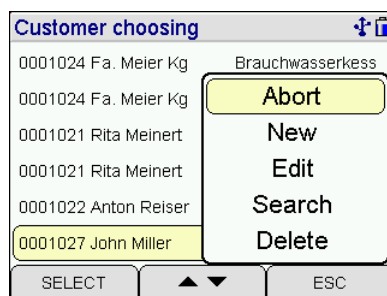 Customer choosing
0001024 Fa. Meier Kg Brauchwasserkess
0001024 Fa. Meier Kg
0001021 Rita Meinert
0001021 Rita Meinert
0001022 Anton Reiser
0001027 John Miller
Abort
New
Edit
Search
Delete
SELECT ESC